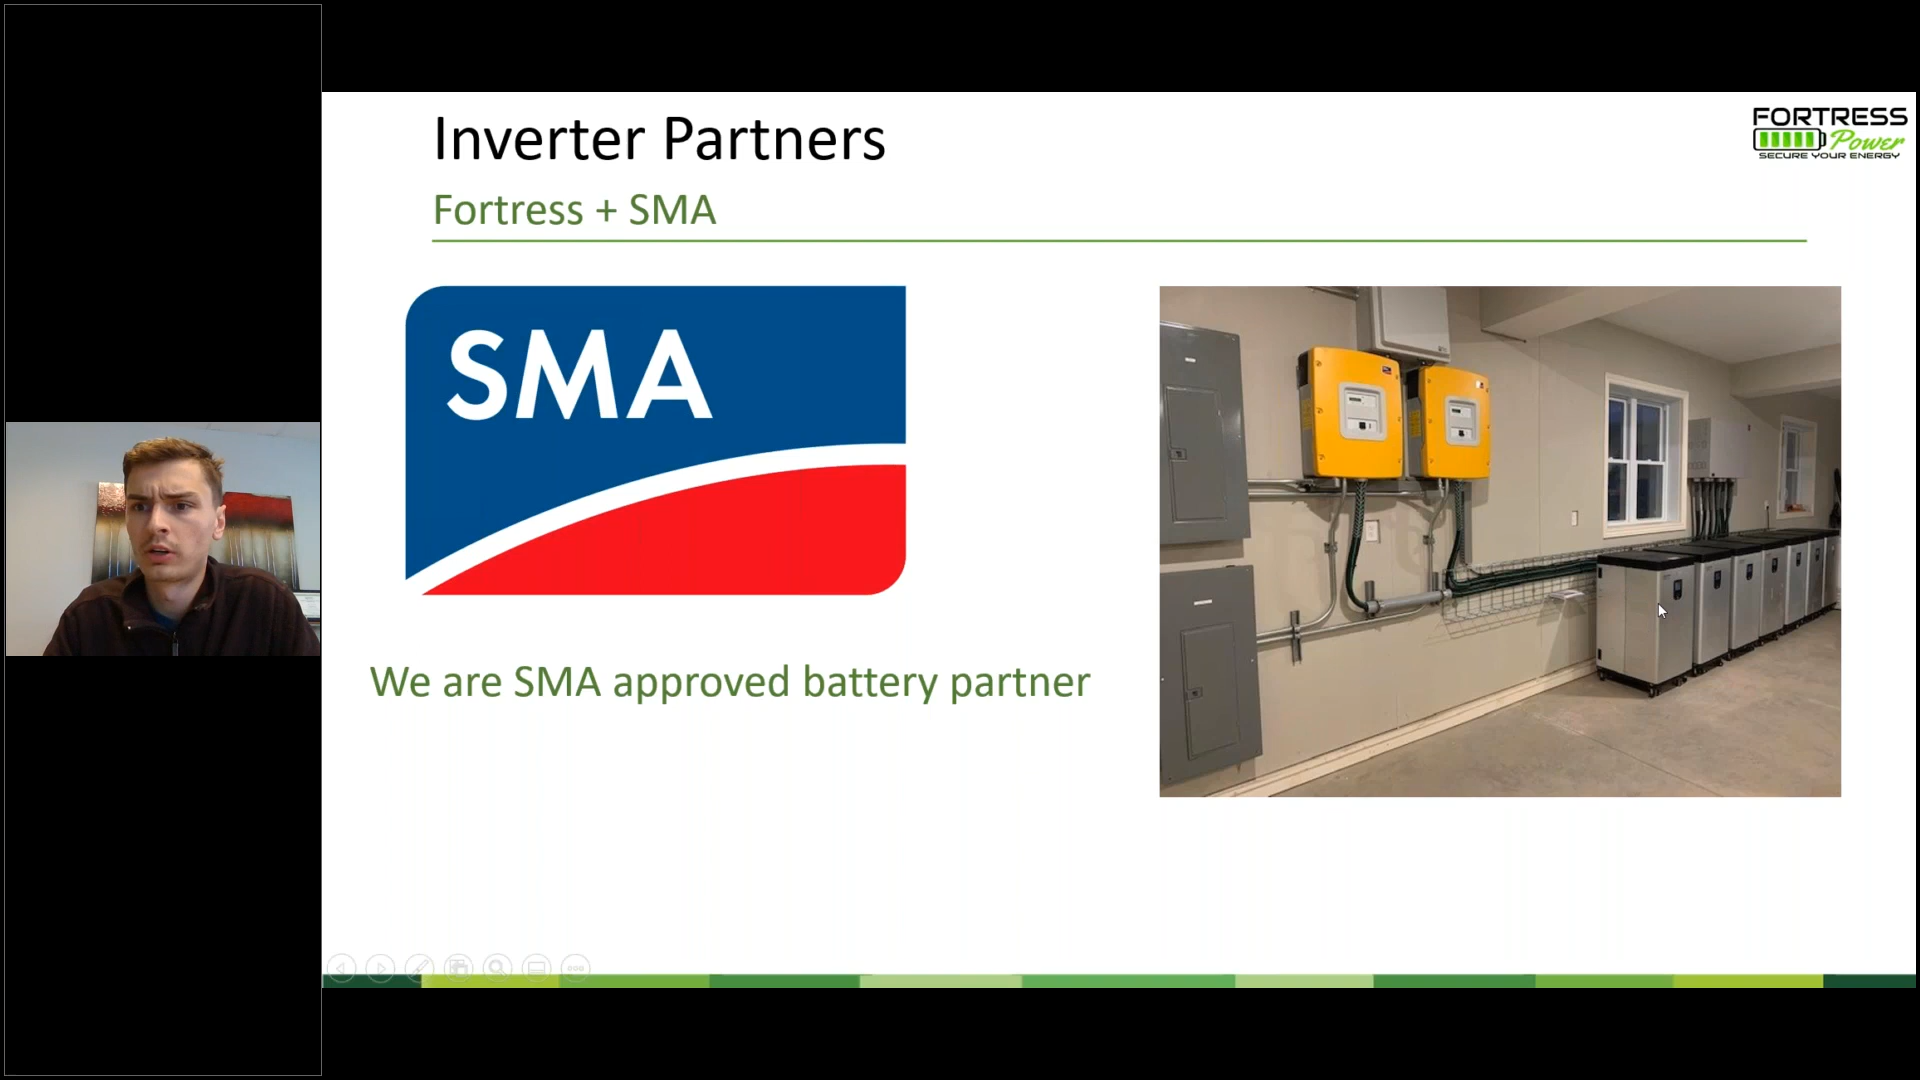 Inverter Partners
Fortress + SMA
FORTRESS
Power
SECURE YOUR ENERGY
SMA
We are SMA approved battery partner